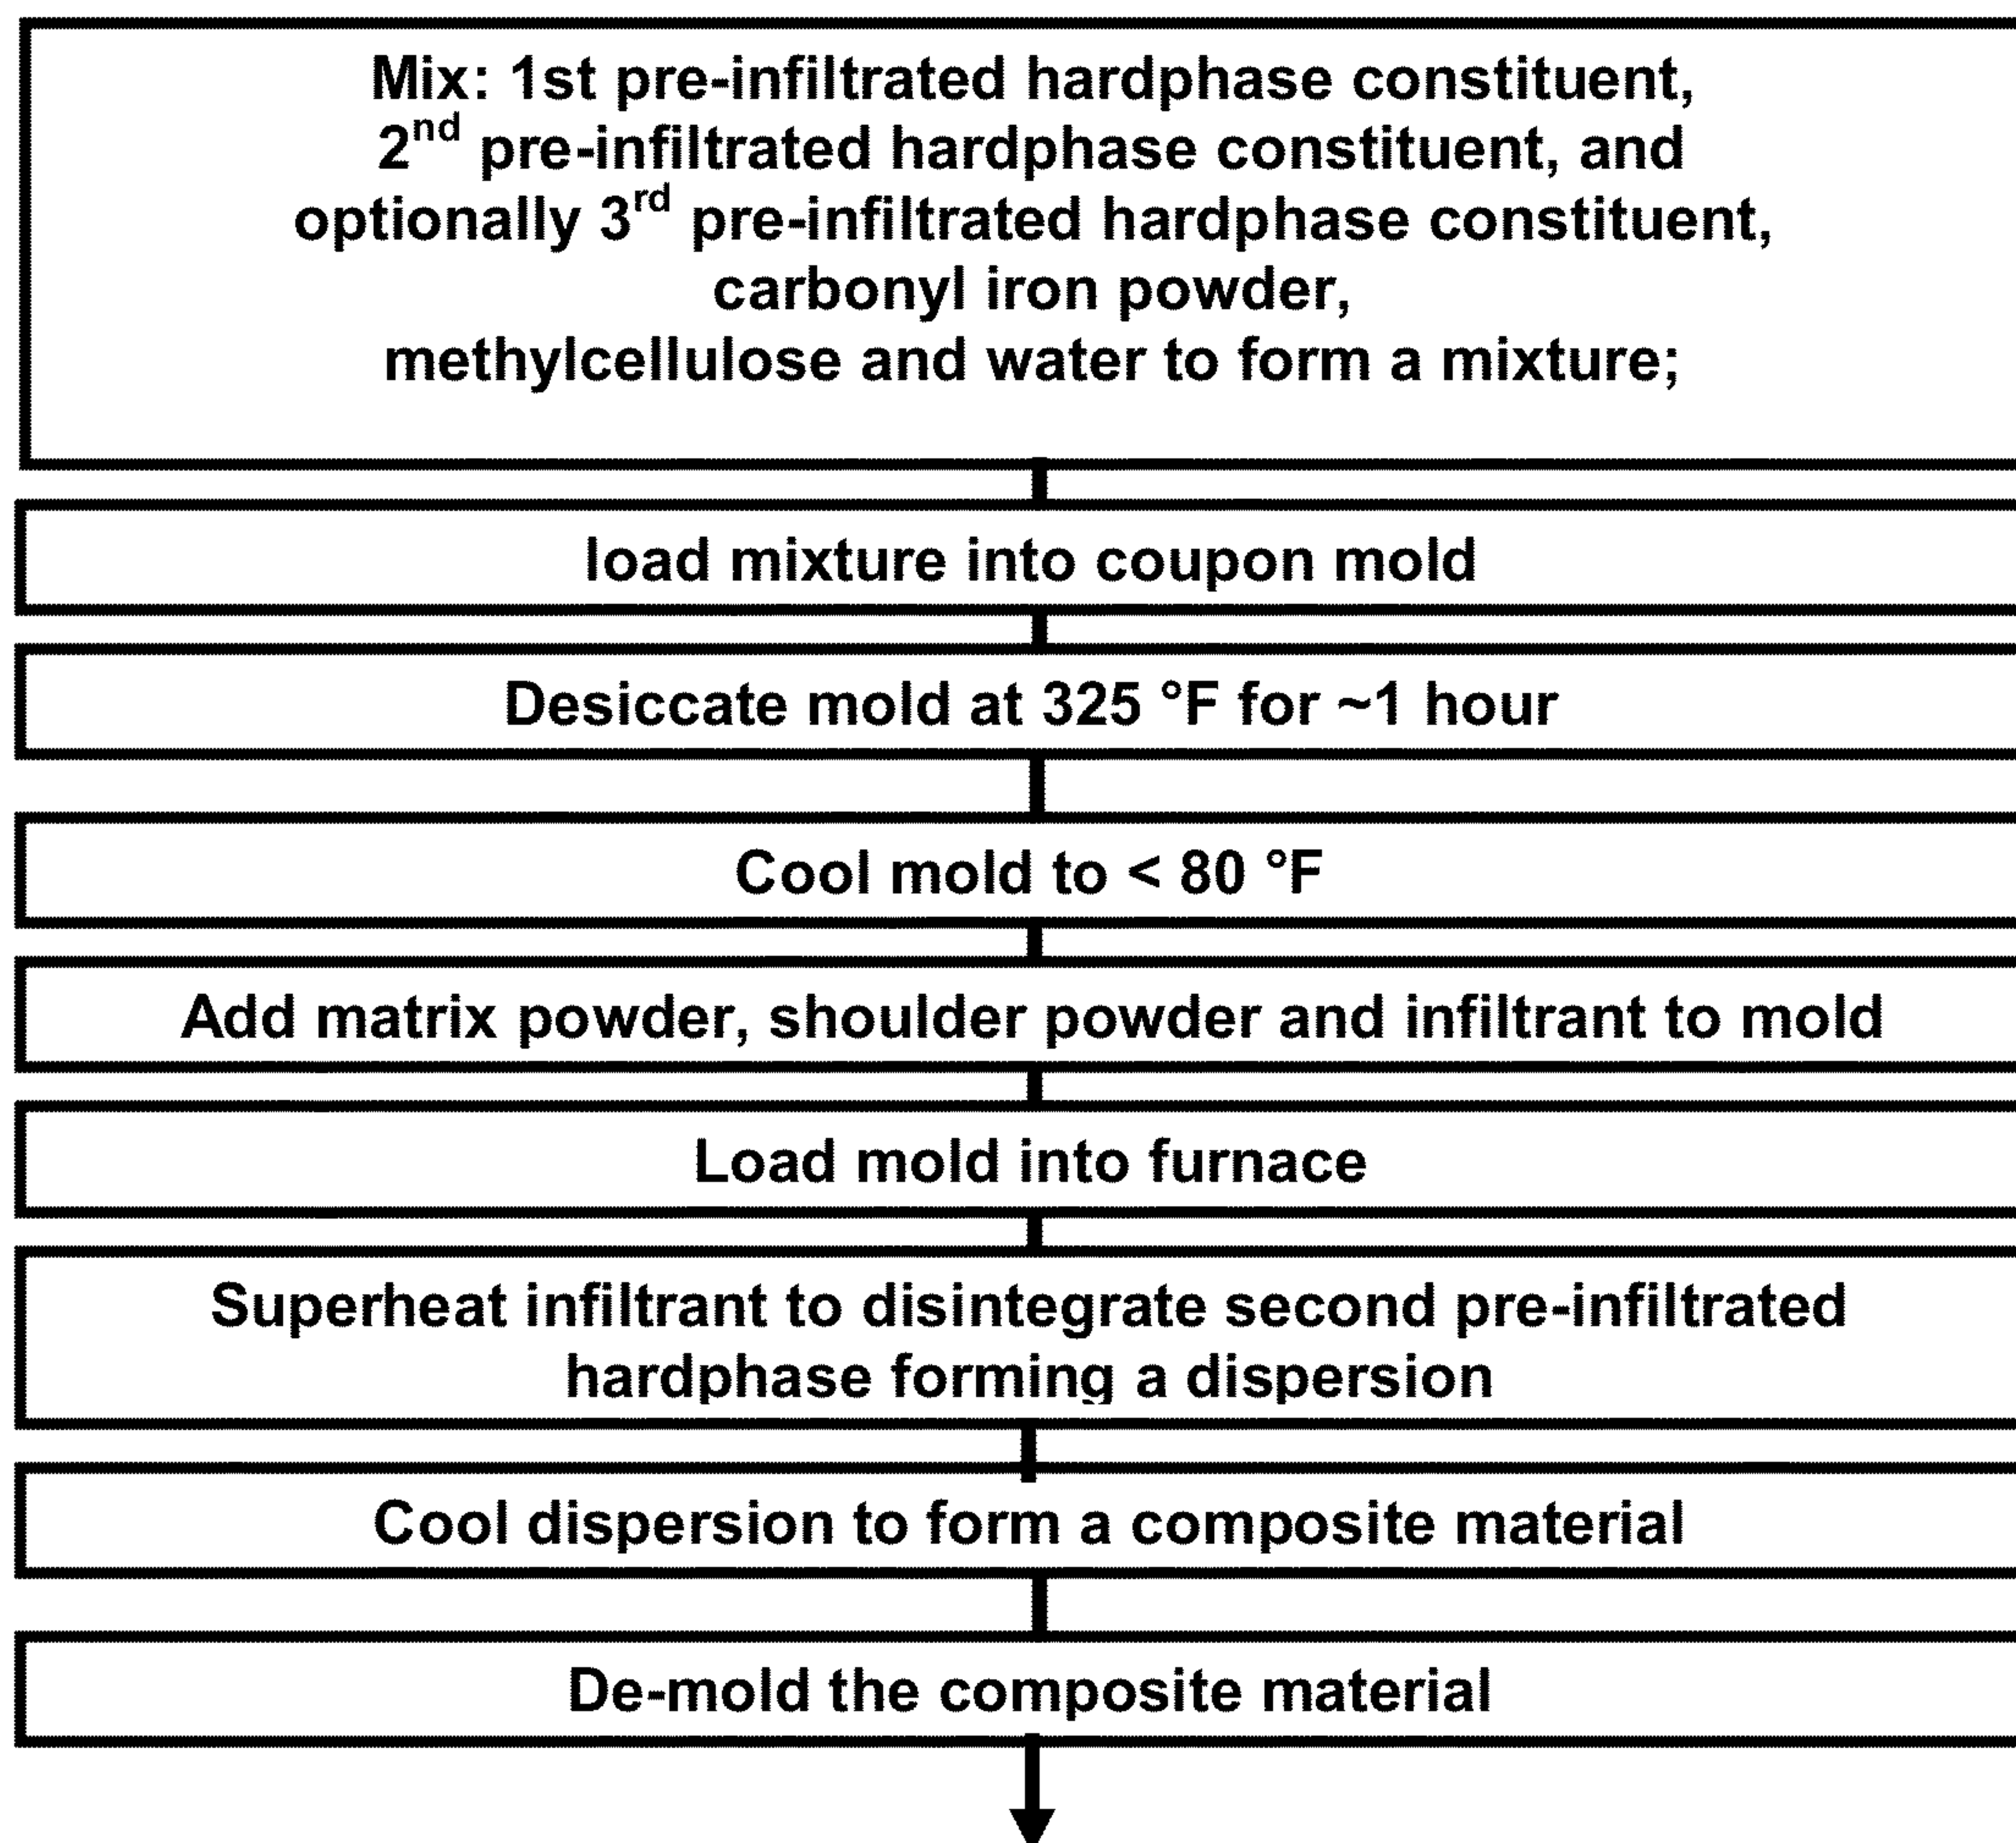 Mix: 1st pre-infiltrated hardphase constituent,
2nd pre-infiltrated hardphase constituent, and
optionally 3rd pre-infiltrated hardphase constituent,
carbonyl iron powder,
methylcellulose and water to form a mixture;
load mixture into coupon mold
Desiccate mold at 325 °F for ~1 hour
Cool mold to < 80 °F
Add matrix powder, shoulder powder and infiltrant to mold
Load mold into furnace
Superheat infiltrant to disintegrate second pre-infiltrated
hardphase forming a dispersion
Cool dispersion to form a composite material
De-mold the composite material